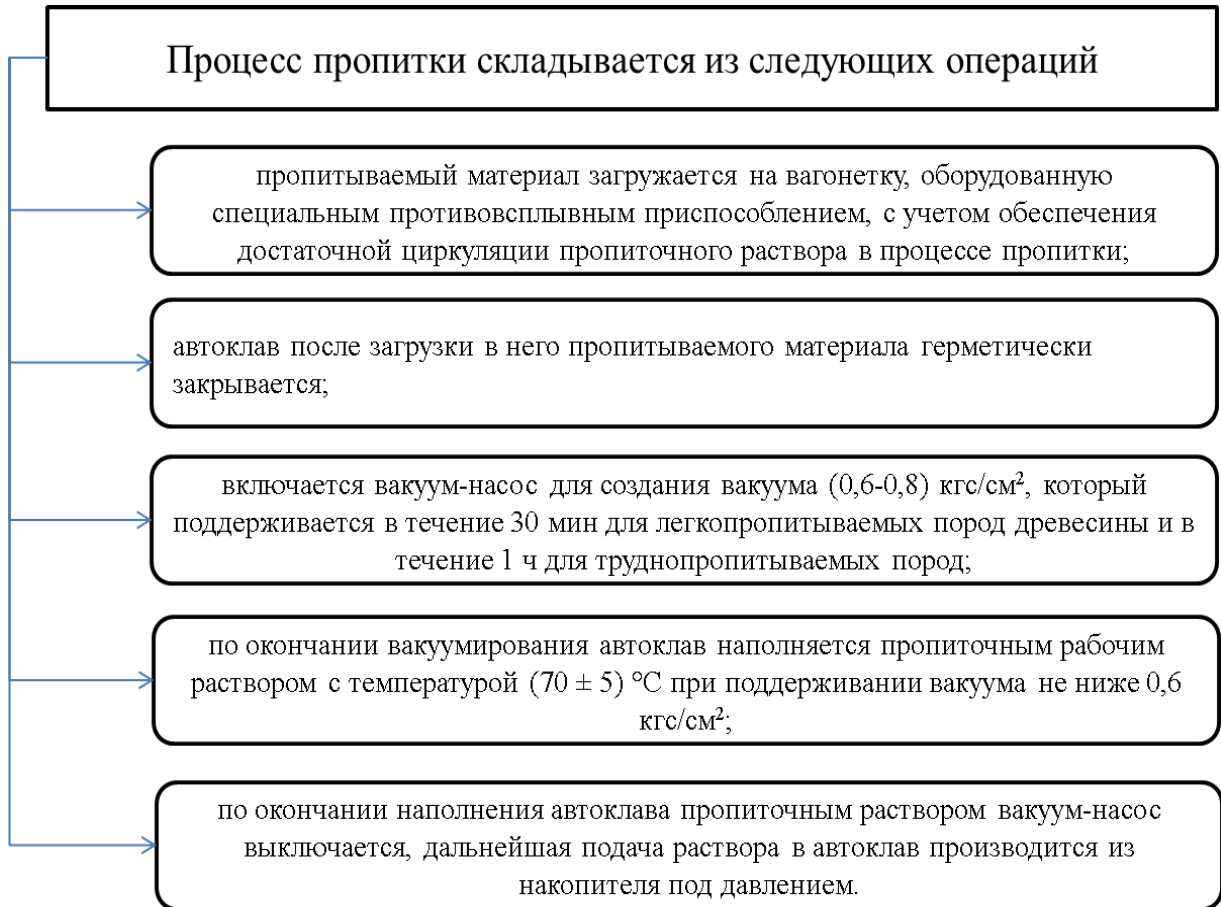 Процесс пропитки складывается из следующих операций
пропитываемый материал загружается на вагонетку, оборудованную
специальным противовсплывным приспособлением, с учетом обеспечения
достаточной циркуляции пропиточного раствора в процессе пропитки;
автоклав после загрузки в него пропитываемого материала герметически
закрывается;
включается вакуум-насос для создания вакуума (0,6-0,8) кгс/см², который
поддерживается в течение 30 мин для легкопропитываемых пород древесины и в
течение 1 ч для труднопропитываемых пород;
по окончании вакуумирования автоклав наполняется пропиточным рабочим
раствором с температурой (70 ± 5) °С при поддерживании вакуума не ниже 0,6
кгс/см²;
по окончании наполнения автоклава пропиточным раствором вакуум-насос
выключается, дальнейшая подача раствора в автоклав производится из
накопителя под давлением.